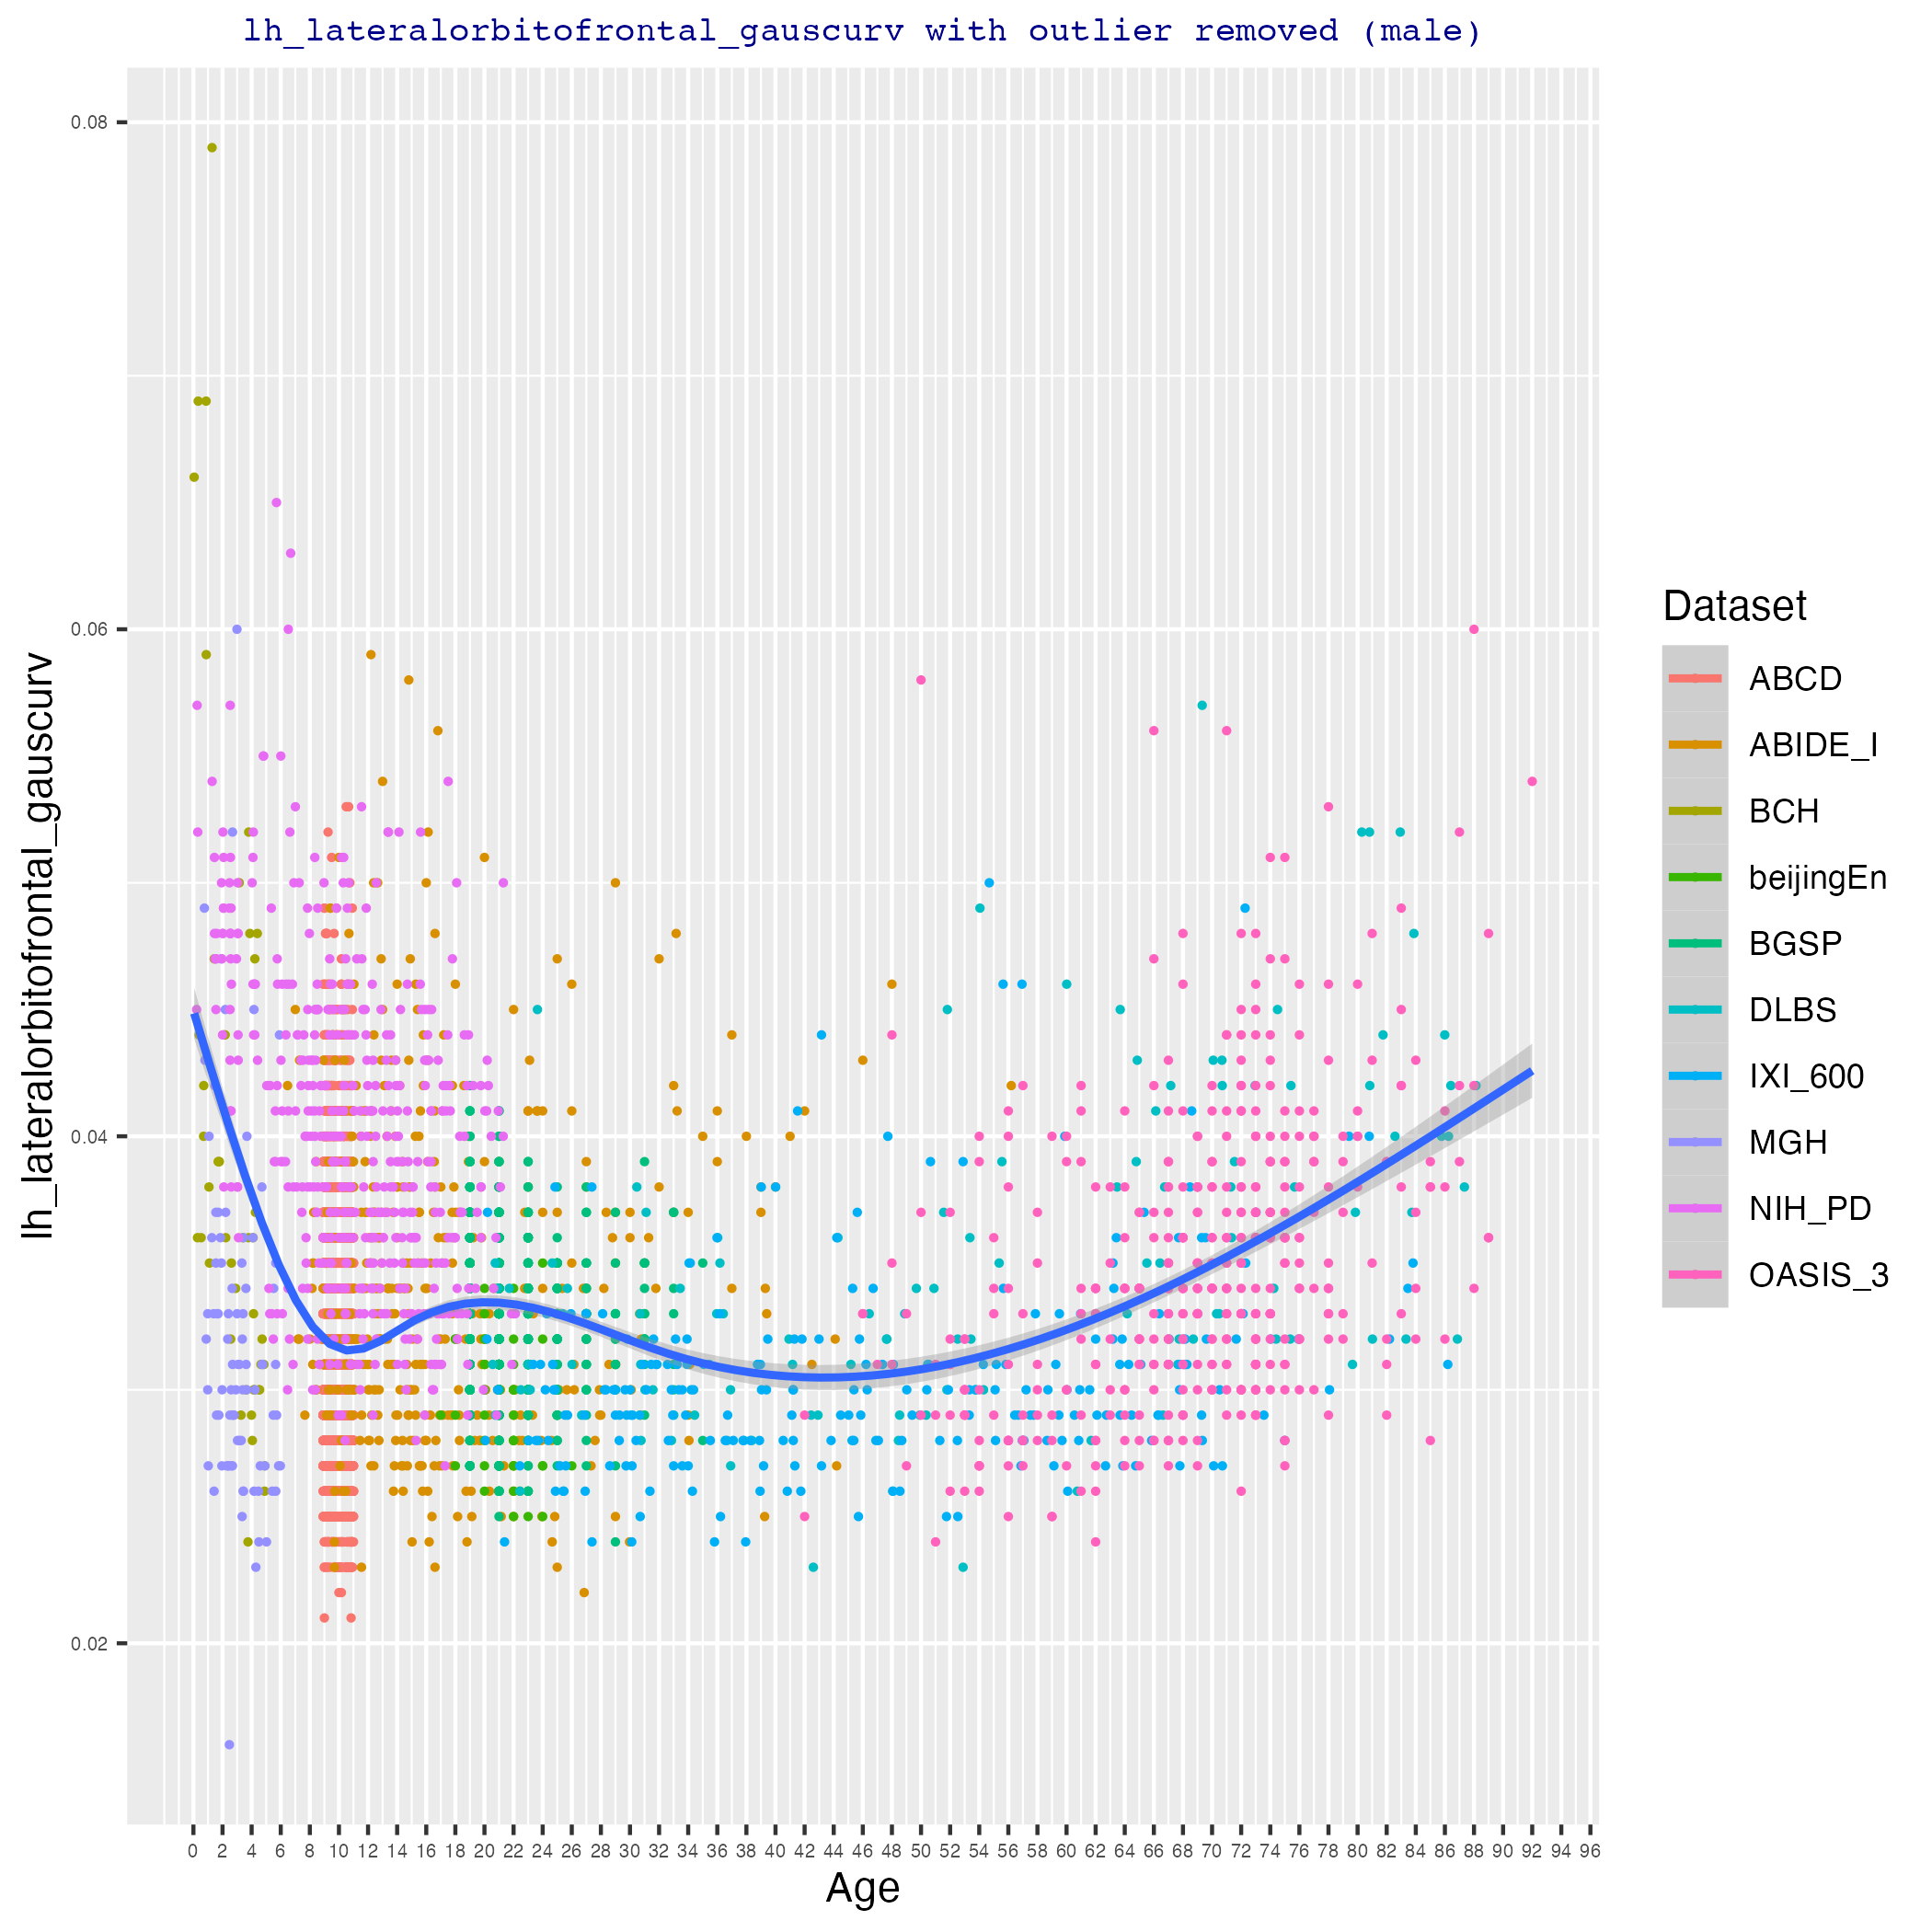 lh_lateralorbitofrontal_gauscurv with outlier removed (male)
lh_lateralorbitofrontal_gauscurv
0.08
0.06
0.04
0.02
0 2 4 6 8 10 12 14 16 18 20 22 24 26 28 30 32 34 36 38 40 42 44 46 48 50 52 54 56 58 60 62 64 66 68 70 72 74 76 78 80 82 84 86 88 90 92 94 96
Age
Dataset
ABCD
ABIDE_I
BCH
beijingEn
BGSP
DLBS
IXI_600
MGH
NIH_PD
OASIS_3